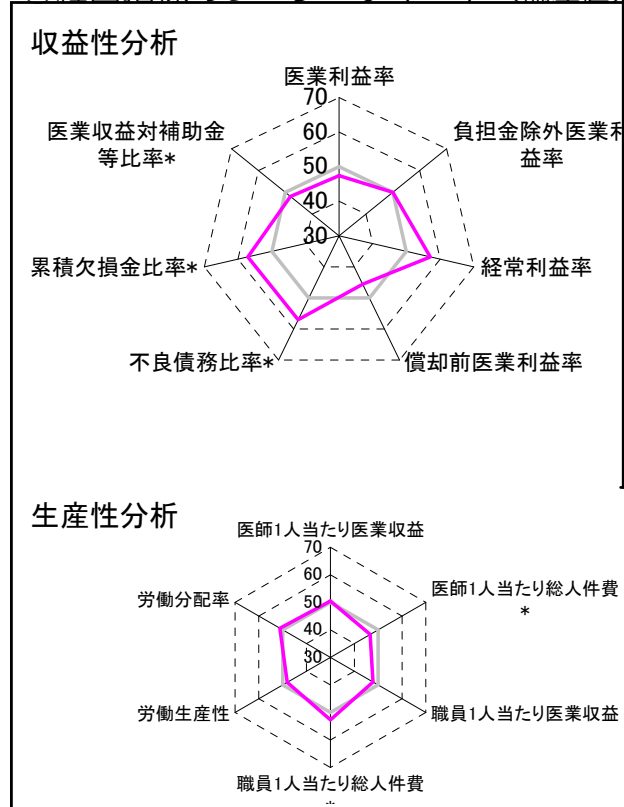 収益性分析
医業利益率
70
医業収益対補助金
等比率*
60
負担金除外医業利
益率
50
40
30
累積欠損金比率*
経常利益率
不良債務比率*
償却前医業利益率
生産性分析
医師1人当たり医業収益
70
労働分配率
60
医師1人当たり総人件費
*
50
40
30
労働生産性
職員1人当たり医業収益
職員1人当たり総人件費
*